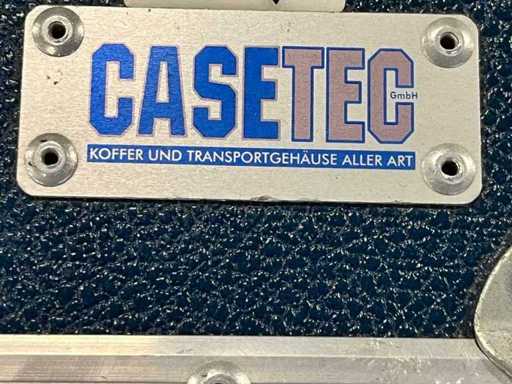 CASETEC
GmbH
KOFFER UND TRANSPORTGEHÄUSE ALLER ART